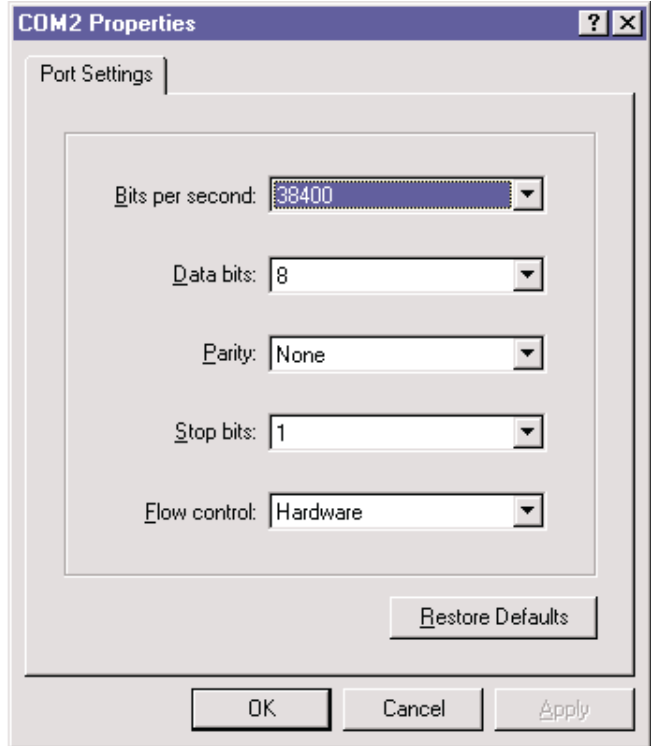 COM2 Properties
Port Settings
Bits per second: 38400
Data bits: 8
Parity: None
Stop bits: 1
Flow control: Hardware
Restore Defaults
OK Cancel Apply